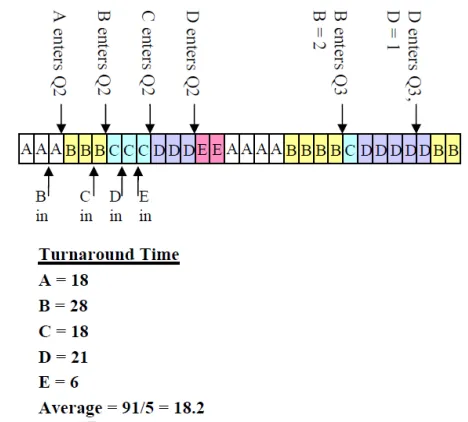 A enters Q2
B enters Q2
C enters Q2
D enters Q2
B enters Q3
B = 2
D enters Q3,
D = 1
A A A B B B C C C D D D E E A A A A B B B B C D D D D D B B
B in
C in
D in
E in
Turnaround Time
A = 18
B = 28
C = 18
D = 21
E = 6
Average = 91/5 = 18.2